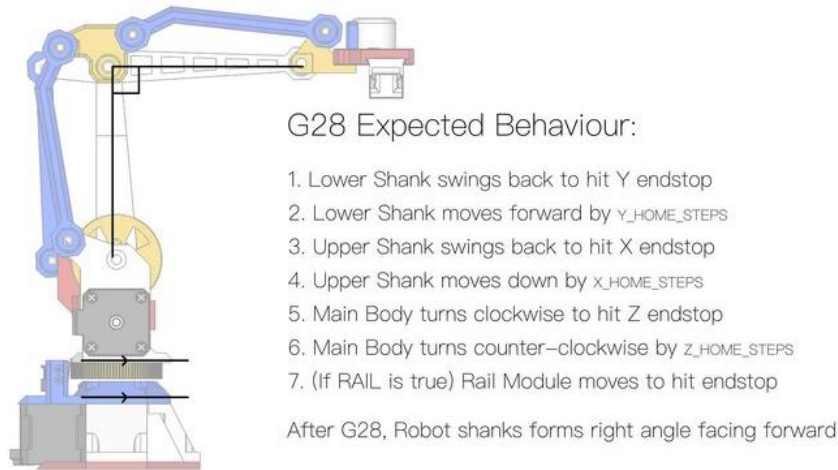 G28 Expected Behaviour:
1. Lower Shank swings back to hit Y endstop
2. Lower Shank moves forward by Y_HOME_STEPS
3. Upper Shank swings back to hit X endstop
4. Upper Shank moves down by X_HOME_STEPS
5. Main Body turns clockwise to hit Z endstop
6. Main Body turns counter-clockwise by Z_HOME_STEPS
7. (If RAIL is true) Rail Module moves to hit endstop
After G28, Robot shanks forms right angle facing forward